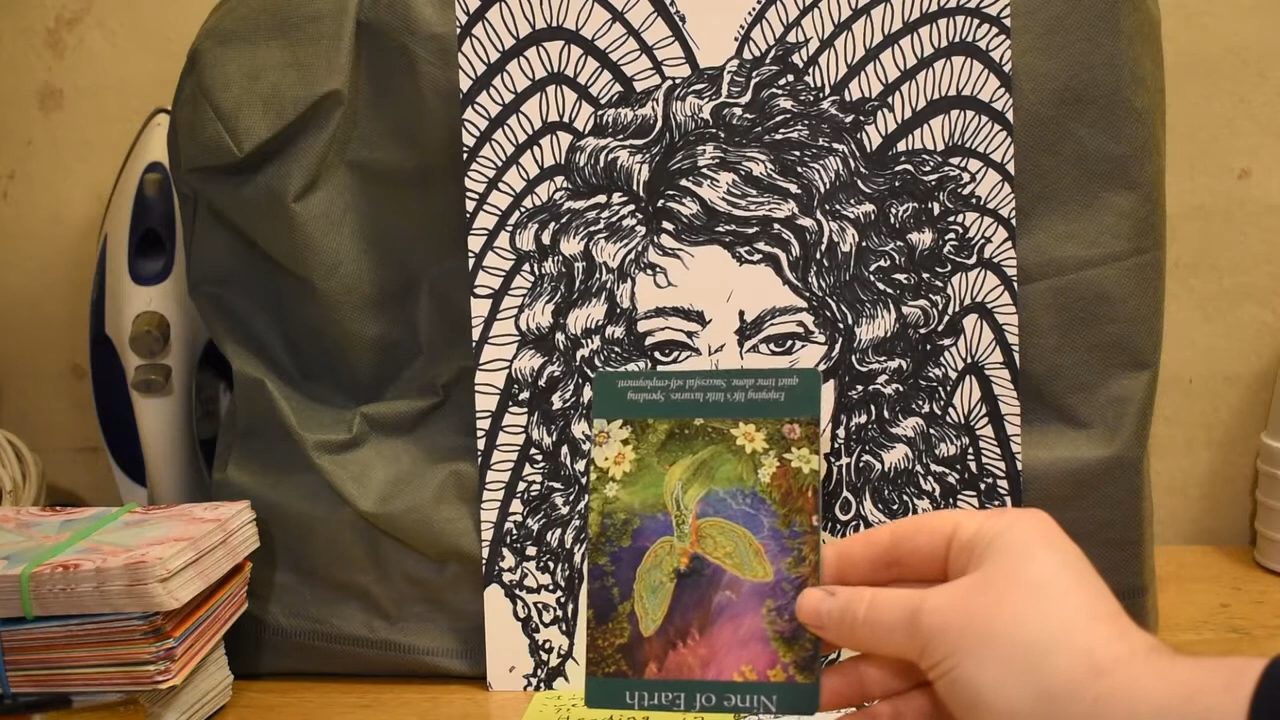 Nine of Earth
Enjoying life's little luxuries. Spending
quiet time alone. Successful self-employment.